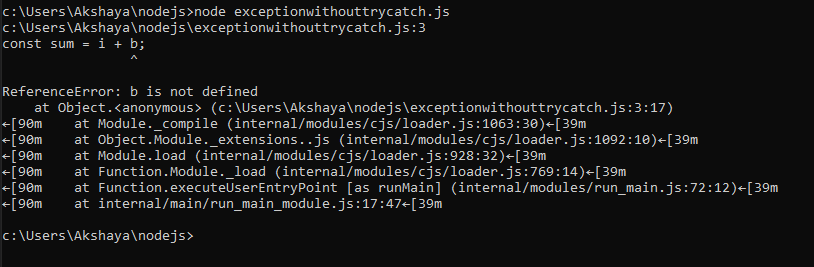 c:\Users\Akshaya\nodejs>node exceptionwithouttrycatch.js
c:\Users\Akshaya\nodejs\exceptionwithouttrycatch.js:3
const sum = i + b;
                ^
ReferenceError: b is not defined
    at Object.<anonymous> (c:\Users\Akshaya\nodejs\exceptionwithouttrycatch.js:3:17)
←[90m    at Module._compile (internal/modules/cjs/loader.js:1063:30)←[39m
←[90m    at Object.Module._extensions..js (internal/modules/cjs/loader.js:1092:10)←[39m
←[90m    at Module.load (internal/modules/cjs/loader.js:928:32)←[39m
←[90m    at Function.Module._load (internal/modules/cjs/loader.js:769:14)←[39m
←[90m    at Function.executeUserEntryPoint [as runMain] (internal/modules/run_main.js:72:12)←[39m
←[90m    at internal/main/run_main_module.js:17:47←[39m
c:\Users\Akshaya\nodejs>